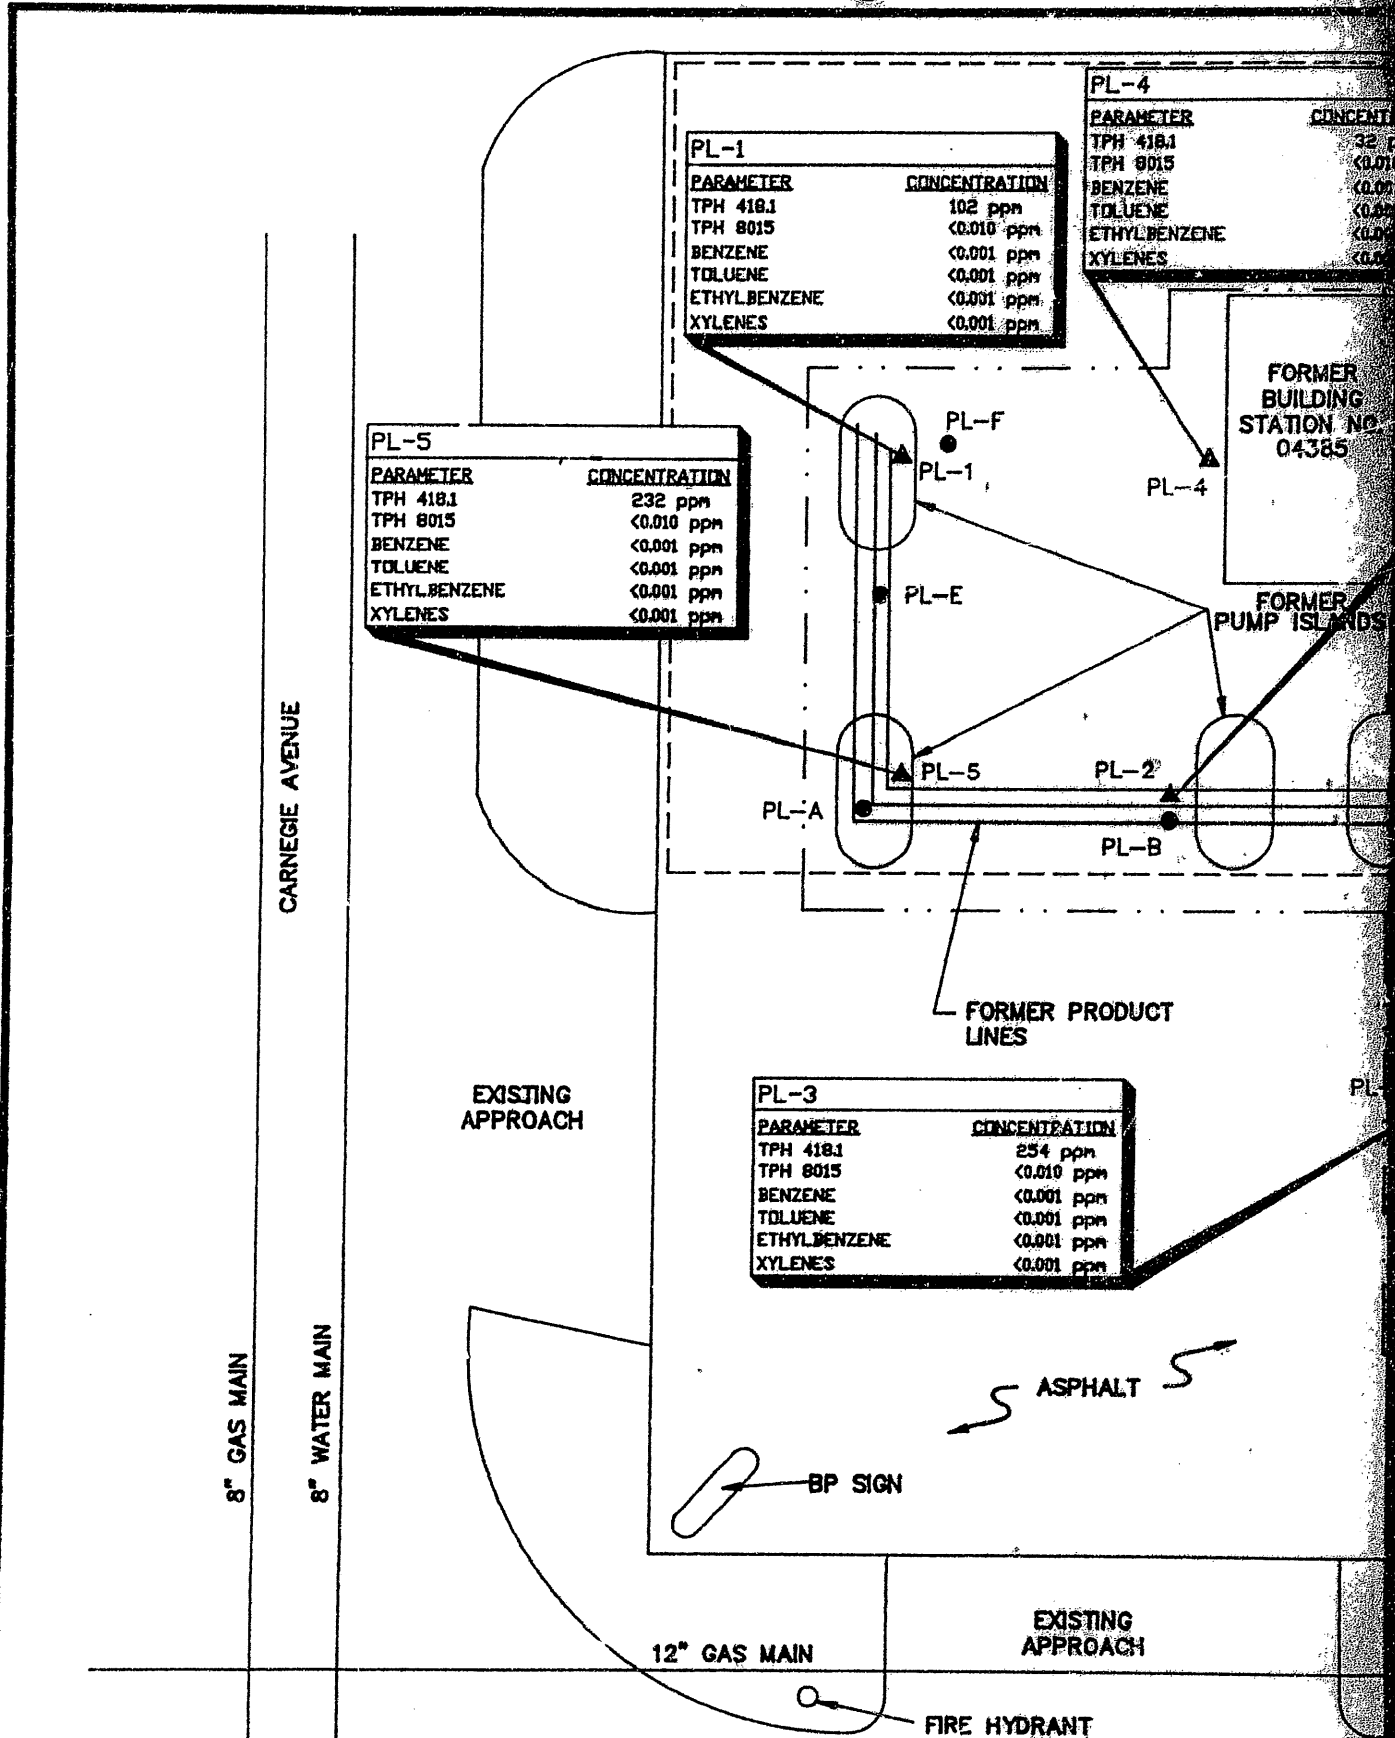 PL-4
PARAMETER
TPH 418.1 32
TPH 8015
BENZENE
TOLUENE
ETHYLBENZENE
XYLENES
PL-1
PARAMETER CONCENTRATION
TPH 418.1 102 ppm
TPH 8015 <0.010 ppm
BENZENE <0.001 ppm
TOLUENE <0.001 ppm
ETHYLBENZENE <0.001 ppm
XYLENES <0.001 ppm
FORMER
BUILDING
STATION NO.
04385
PL-F
PL-1
PL-4
PL-5
PARAMETER CONCENTRATION
TPH 418.1 232 ppm
TPH 8015 <0.010 ppm
BENZENE <0.001 ppm
TOLUENE <0.001 ppm
ETHYLBENZENE <0.001 ppm
XYLENES <0.001 ppm
PL-E
FORMER
PUMP ISLANDS
PL-5
PL-2
PL-A
PL-B
CARNEGIE AVENUE
FORMER PRODUCT
LINES
EXISTING
APPROACH
PL-3
PARAMETER CONCENTRATION
TPH 418.1 254 ppm
TPH 8015 <0.010 ppm
BENZENE <0.001 ppm
TOLUENE <0.001 ppm
ETHYLBENZENE <0.001 ppm
XYLENES <0.001 ppm
8" GAS MAIN
8" WATER MAIN
ASPHALT
BP SIGN
EXISTING
APPROACH
12" GAS MAIN
FIRE HYDRANT